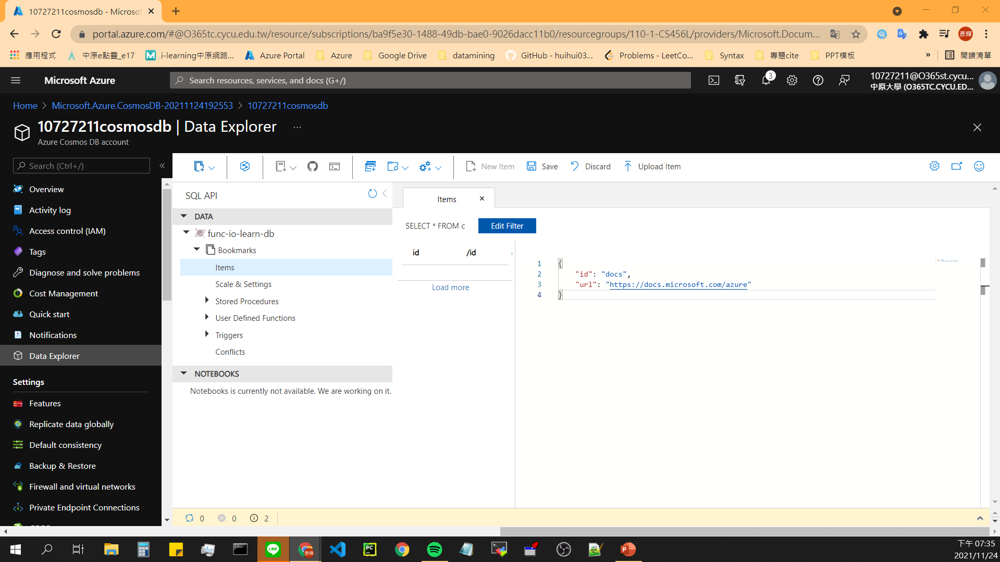 10727211cosmosdb - Microsof
portal.azure.com/#@O365tc.cycu.edu.tw/resource/subscriptions/ba9f5e30-1488-49db-bae0-9026dacc11b0/resourcegroups/110-1-CS456L/providers/Microsoft.Docum...
彥輝
應用程式
中原e點靈_e17
i-learning中原網路...
Azure Portal
Azure
Google Drive
datamining
GitHub - huihui03...
Problems - LeetCo...
Syntax
專題cite
PPT模板
»
閱讀清單
Microsoft Azure
Search resources, services, and docs (G+/)
3
10727211@O365st.cycu...
中原大學 (O365TC.CYCU.ED...
Home > Microsoft.Azure.CosmosDB-20211124192553 > 10727211cosmosdb
10727211cosmosdb | Data Explorer ...
Azure Cosmos DB account
Search (Ctrl+/)
«
Overview
Activity log
Access control (IAM)
Tags
Diagnose and solve problems
Cost Management
Quick start
Notifications
Data Explorer
Settings
Features
Replicate data globally
Default consistency
Backup & Restore
Firewall and virtual networks
Private Endpoint Connections
New Item
Save
Discard
Upload Item
SQL API
DATA
func-io-learn-db
Bookmarks
Items
Scale & Settings
Stored Procedures
User Defined Functions
Triggers
Conflicts
NOTEBOOKS
Notebooks is currently not available. We are working on it.
Items
SELECT * FROM c
Edit Filter
id /id
Load more
1 {
2 "id": "docs",
3 "url": "https://docs.microsoft.com/azure"
4 }
0 0 2
下午 07:35
2021/11/24